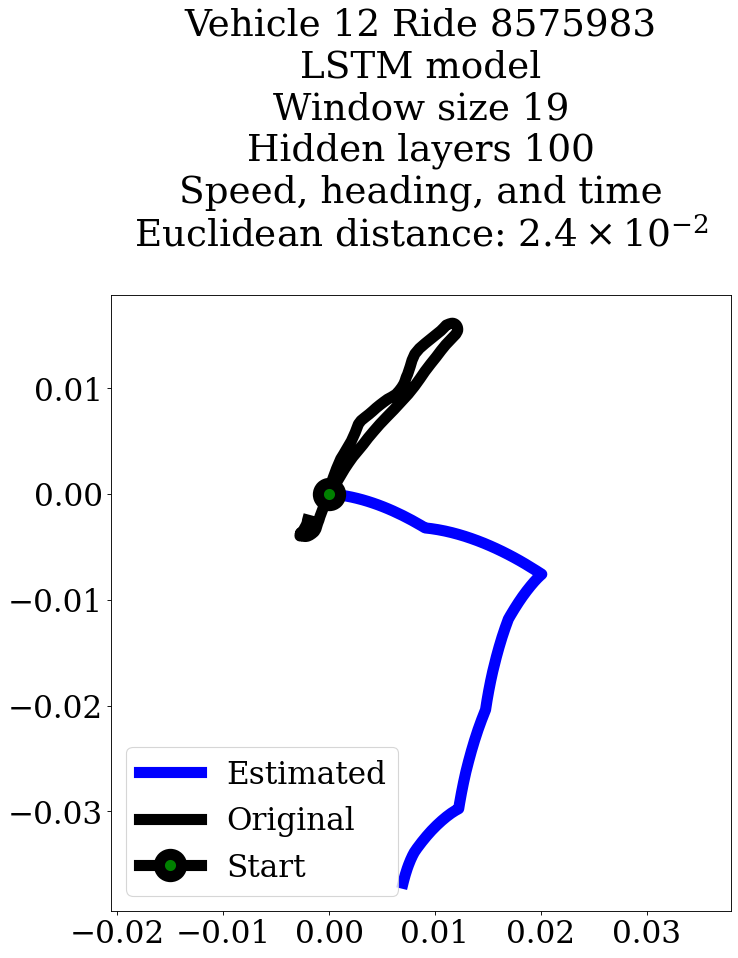 Vehicle 12 Ride 8575983
LSTM model
Window size 19
Hidden layers 100
Speed, heading, and time
Euclidean distance: 2.4 × 10⁻²
0.01
0.00
−0.01
−0.02
−0.03
Estimated
Original
Start
−0.02 −0.01 0.00 0.01 0.02 0.03